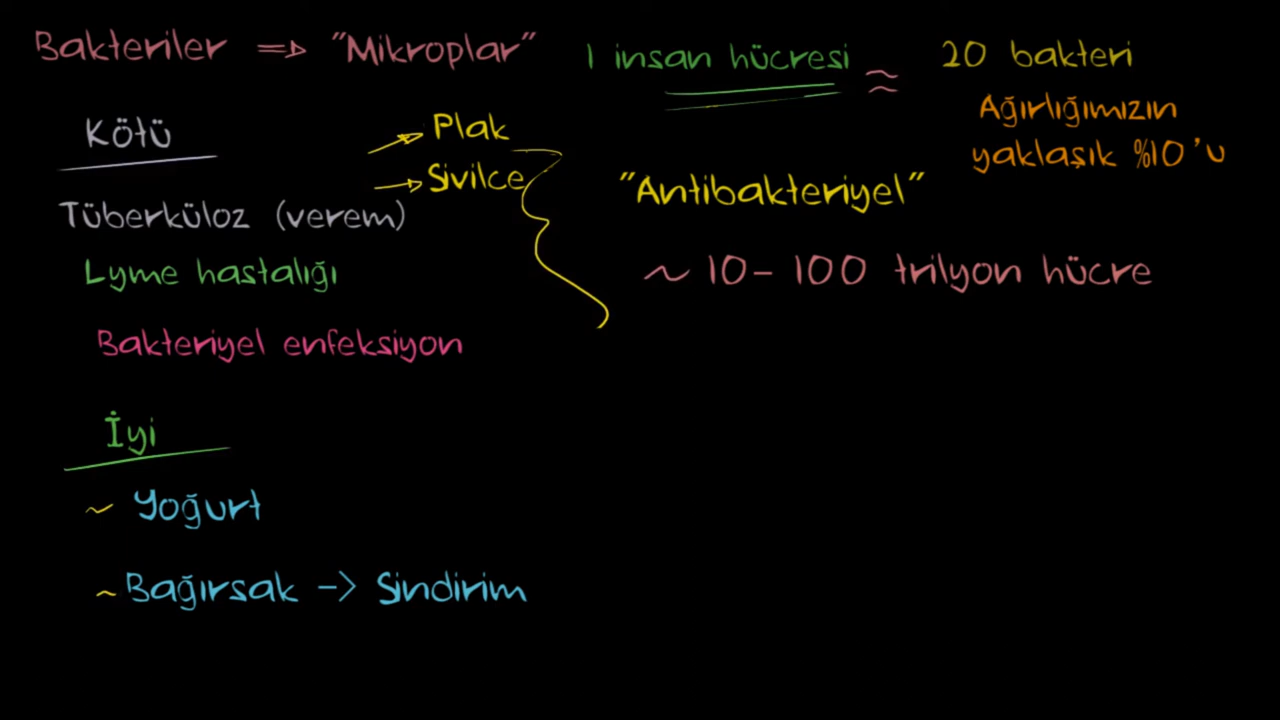 Bakteriler => "Mikroplar"
Kötü
→ Plak
→ Sivilce
Tüberküloz (verem)
Lyme hastalığı
Bakteriyel enfeksiyon
İyi
~ Yoğurt
~ Bağırsak -> Sindirim
1 insan hücresi ≈ 20 bakteri
Ağırlığımızın
yaklaşık %10'u
"Antibakteriyel"
~ 10-100 trilyon hücre